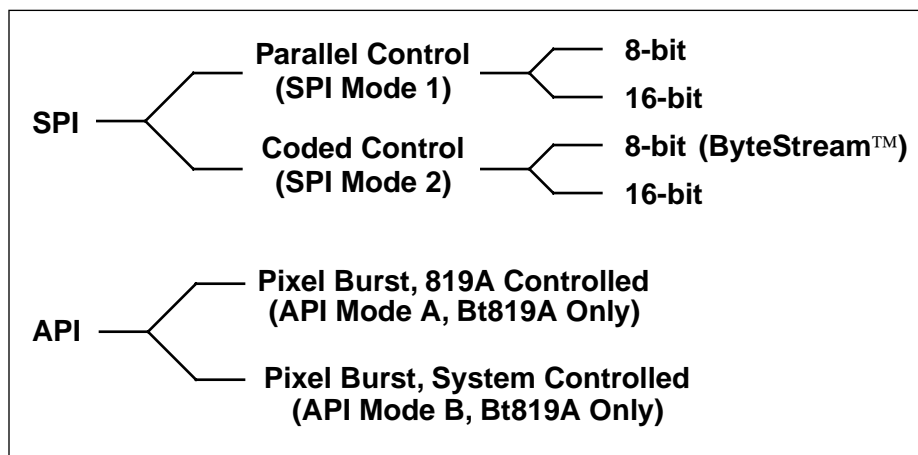 SPI
Parallel Control
(SPI Mode 1)
8-bit
16-bit
Coded Control
(SPI Mode 2)
8-bit (ByteStream™)
16-bit
API
Pixel Burst, 819A Controlled
(API Mode A, Bt819A Only)
Pixel Burst, System Controlled
(API Mode B, Bt819A Only)